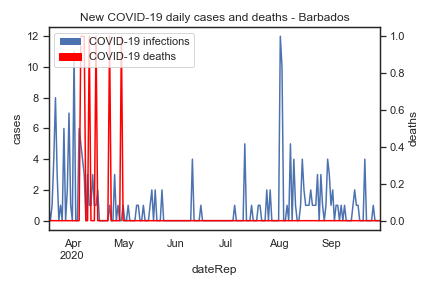 New COVID-19 daily cases and deaths - Barbados
COVID-19 infections
COVID-19 deaths
12
10
8
6
4
2
0
cases
1.0
0.8
0.6
0.4
0.2
0.0
deaths
Apr May Jun Jul Aug Sep
2020
dateRep